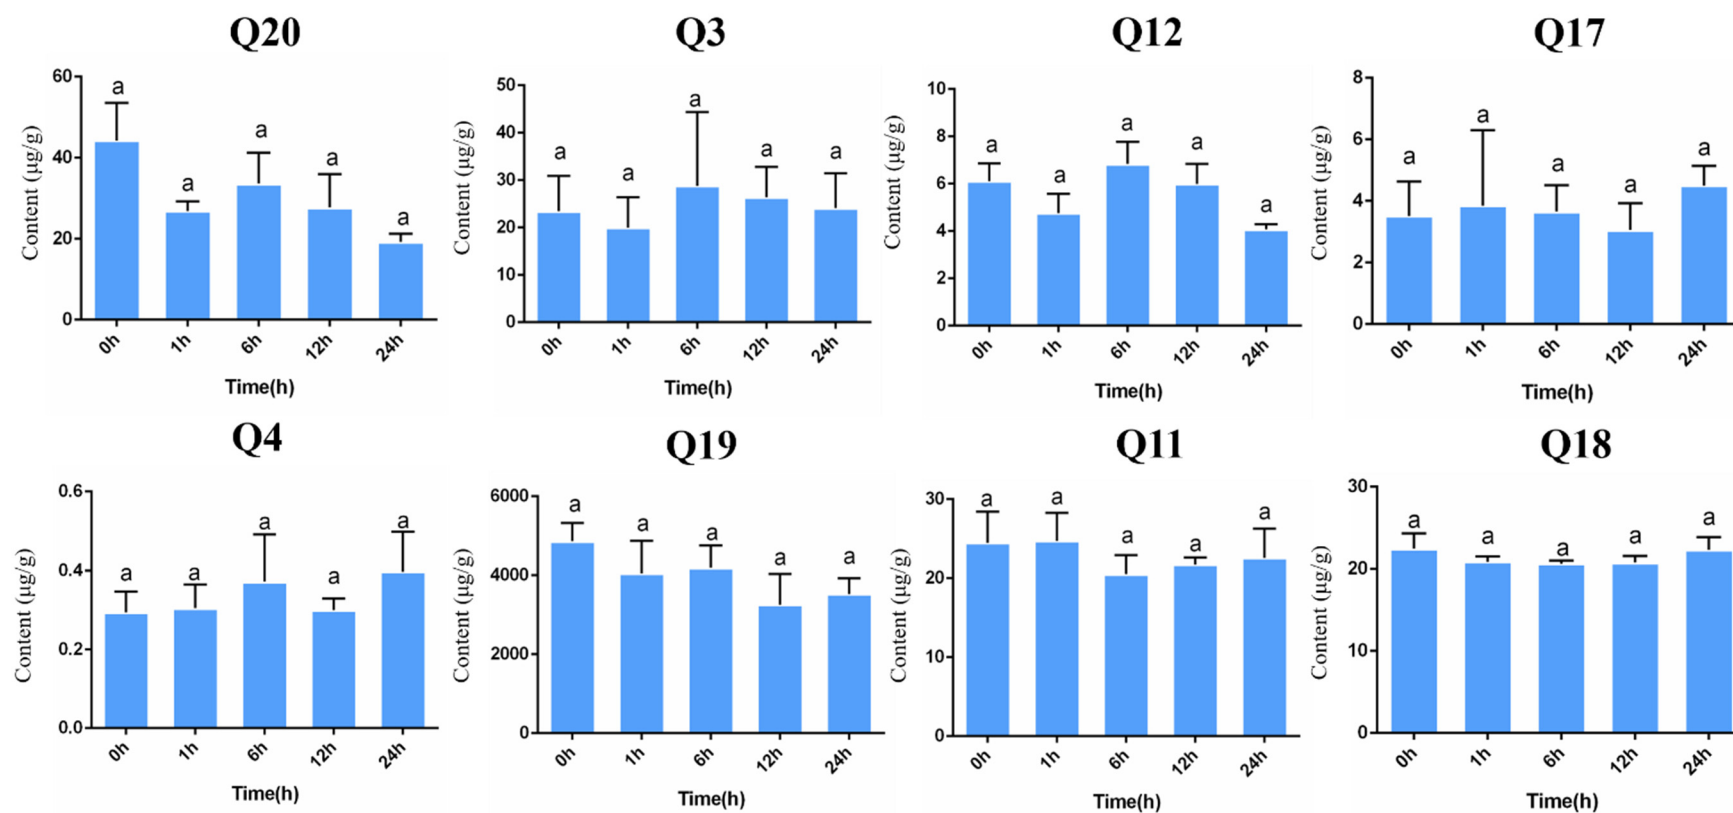 Q20
a
a
a
a
a
60
40
20
0
Content (µg/g)
0h
1h
6h
12h
24h
Time(h)
Q3
a
a
a
a
a
50
40
30
20
10
0
Content (µg/g)
0h
1h
6h
12h
24h
Time(h)
Q12
a
a
a
a
a
10
8
6
4
2
0
Content (µg/g)
0h
1h
6h
12h
24h
Time(h)
Q17
a
a
a
a
a
8
6
4
2
0
Content (µg/g)
0h
1h
6h
12h
24h
Time(h)
Q4
a
a
a
a
a
0.6
0.4
0.2
0.0
Content (µg/g)
0h
1h
6h
12h
24h
Time(h)
Q19
a
a
a
a
a
6000
4000
2000
0
Content (µg/g)
0h
1h
6h
12h
24h
Time(h)
Q11
a
a
a
a
a
30
20
10
0
Content (µg/g)
0h
1h
6h
12h
24h
Time(h)
Q18
a
a
a
a
a
30
20
10
0
Content (µg/g)
0h
1h
6h
12h
24h
Time(h)